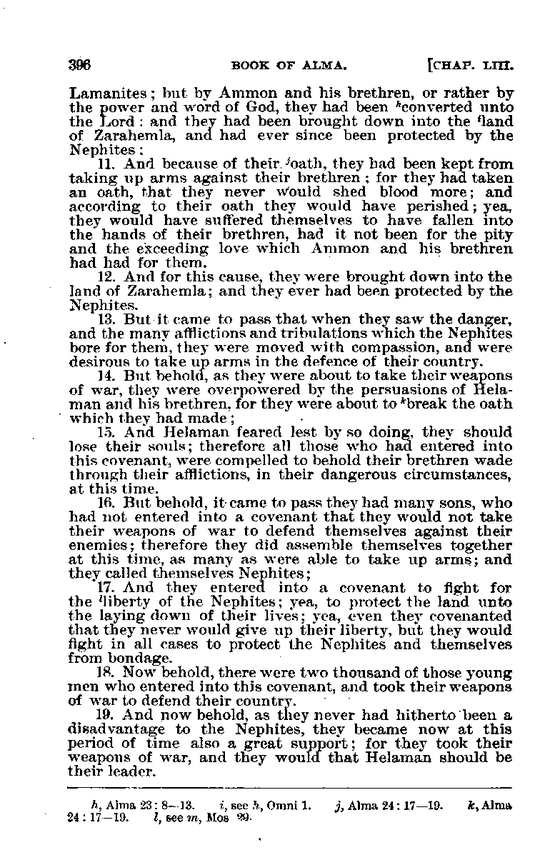 396 BOOK OF ALMA. [CHAP. LIII.
Lamanites; but by Ammon and his brethren, or rather by
the power and word of God, they had been ʰconverted unto
the Lord: and they had been brought down into the ⁱland
of Zarahemla, and had ever since been protected by the
Nephites:
11. And because of their ʲoath, they had been kept from
taking up arms against their brethren; for they had taken
an oath, that they never would shed blood more; and
according to their oath they would have perished; yea,
they would have suffered themselves to have fallen into
the hands of their brethren, had it not been for the pity
and the exceeding love which Ammon and his brethren
had had for them.
12. And for this cause, they were brought down into the
land of Zarahemla; and they ever had been protected by the
Nephites.
13. But it came to pass that when they saw the danger,
and the many afflictions and tribulations which the Nephites
bore for them, they were moved with compassion, and were
desirous to take up arms in the defence of their country.
14. But behold, as they were about to take their weapons
of war, they were overpowered by the persuasions of Hela-
man and his brethren, for they were about to ᵏbreak the oath
which they had made;
15. And Helaman feared lest by so doing, they should
lose their souls; therefore all those who had entered into
this covenant, were compelled to behold their brethren wade
through their afflictions, in their dangerous circumstances,
at this time.
16. But behold, it came to pass they had many sons, who
had not entered into a covenant that they would not take
their weapons of war to defend themselves against their
enemies; therefore they did assemble themselves together
at this time, as many as were able to take up arms; and
they called themselves Nephites;
17. And they entered into a covenant to fight for
the ˡliberty of the Nephites; yea, to protect the land unto
the laying down of their lives; yea, even they covenanted
that they never would give up their liberty, but they would
fight in all cases to protect the Nephites and themselves
from bondage.
18. Now behold, there were two thousand of those young
men who entered into this covenant, and took their weapons
of war to defend their country.
19. And now behold, as they never had hitherto been a
disadvantage to the Nephites, they became now at this
period of time also a great support; for they took their
weapons of war, and they would that Helaman should be
their leader.
h, Alma 23: 8—13. i, see h, Omni 1. j, Alma 24: 17—19. k, Alma
24: 17—19. l, see m, Mos 29.